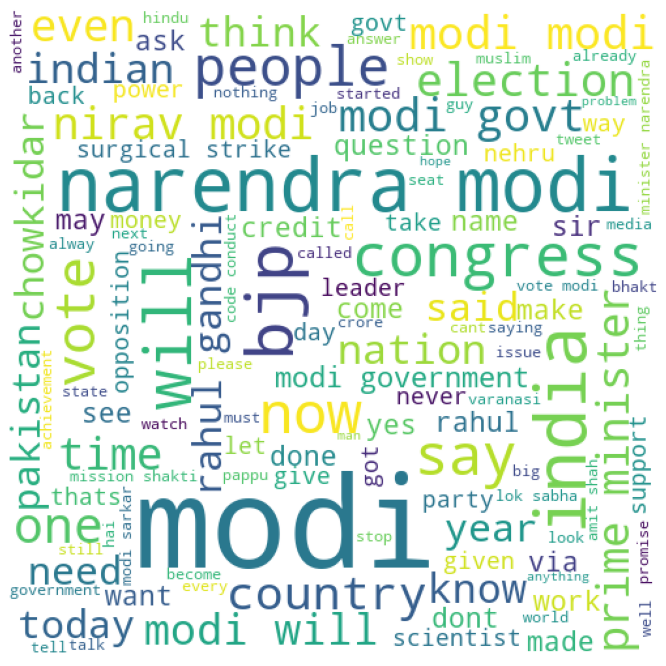 another
hindu
even
ask
think
govt
answer
modi modi
already
indian
people
show
muslim
election
back
power
nothing
started
job
guy
way
problem
nirav modi
modi govt
tweet
surgical strike
question
nehru
hope
seat
narendra modi
minister narendra
chowkidar
may
money
credit
call
take
name
sir
media
alway
next
going
called
congress
vote modi
bhakt
vote
will
gandhi
rahul
code conduct
bjp
leader
come
said
make
thing
pakistan
opposition
day
crore
cant
saying
issue
nation
india
prime minister
achievement
state
please
modi government
never
varanasi
see
watch
must
now
yes
rahul
say
amit shah
support
promise
time
let
done
man
got
big
mission shakti
pappu
give
party
lok sabha
look
thats
modi
stop
year
one
hai
still
modi sarkar
become
given
via
need
government
want
every
country
know
anything
work
well
today
tell
talk
modi will
dont
scientist
world
made